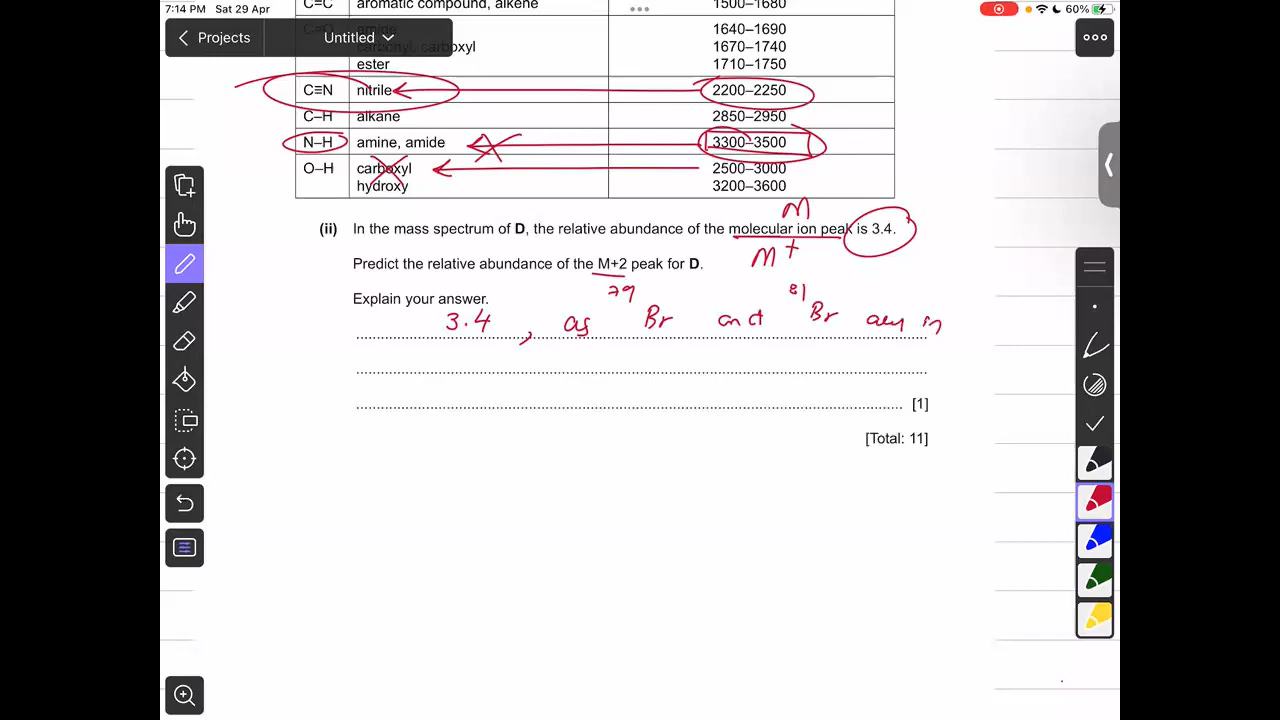 7:14 PM Sat 29 Apr
60%
Projects
Untitled
C=C aromatic compound, alkene 1500–1680
amide 1640–1690
carbonyl, carboxyl 1670–1740
ester 1710–1750
C≡N nitrile 2200–2250
C–H alkane 2850–2950
N–H amine, amide 3300–3500
O–H carboxyl 2500–3000
hydroxy 3200–3600
M
(ii) In the mass spectrum of D, the relative abundance of the molecular ion peak is 3.4.
M+
Predict the relative abundance of the M+2 peak for D.
79 81
Explain your answer.
3.4, as Br and Br are in
[1]
[Total: 11]